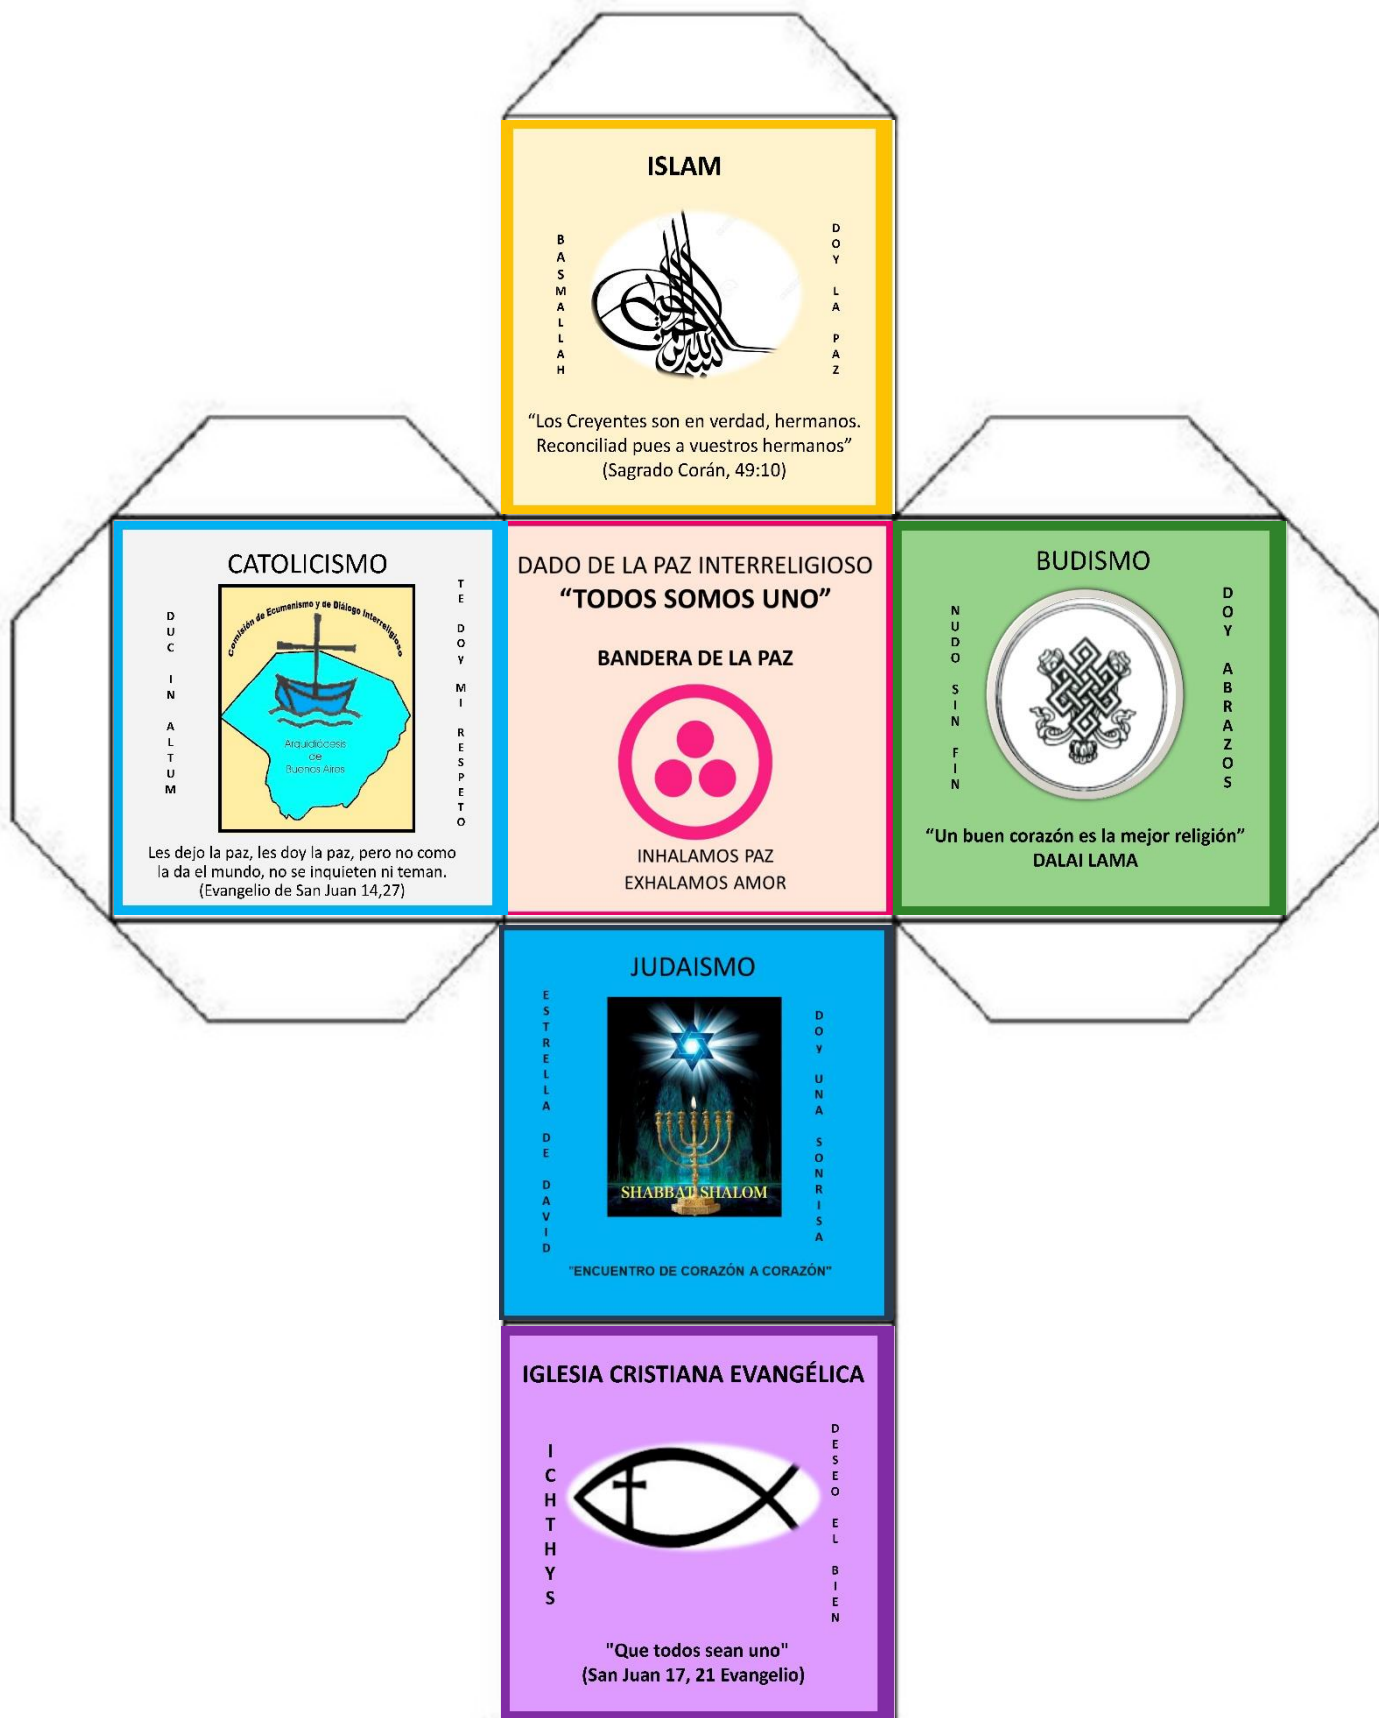 ISLAM
BASMALLAH
DOY LA PAZ
“Los Creyentes son en verdad, hermanos.
Reconciliad pues a vuestros hermanos”
(Sagrado Corán, 49:10)
CATOLICISMO
DUC IN ALTUM
Comisión de Ecumenismo y de Diálogo Interreligioso
Arquidiócesis
de
Buenos Aires
TE DOY MI RESPETO
Les dejo la paz, les doy la paz, pero no como
la da el mundo, no se inquieten ni teman.
(Evangelio de San Juan 14,27)
DADO DE LA PAZ INTERRELIGIOSO
“TODOS SOMOS UNO”
BANDERA DE LA PAZ
INHALAMOS PAZ
EXHALAMOS AMOR
BUDISMO
NUDO SIN FIN
DOY ABRAZOS
“Un buen corazón es la mejor religión”
DALAI LAMA
JUDAISMO
ESTRELLA DE DAVID
SHABBAT SHALOM
DOY UNA SONRISA
"ENCUENTRO DE CORAZÓN A CORAZÓN"
IGLESIA CRISTIANA EVANGÉLICA
ICHTHYS
DESEO EL BIEN
"Que todos sean uno"
(San Juan 17, 21 Evangelio)